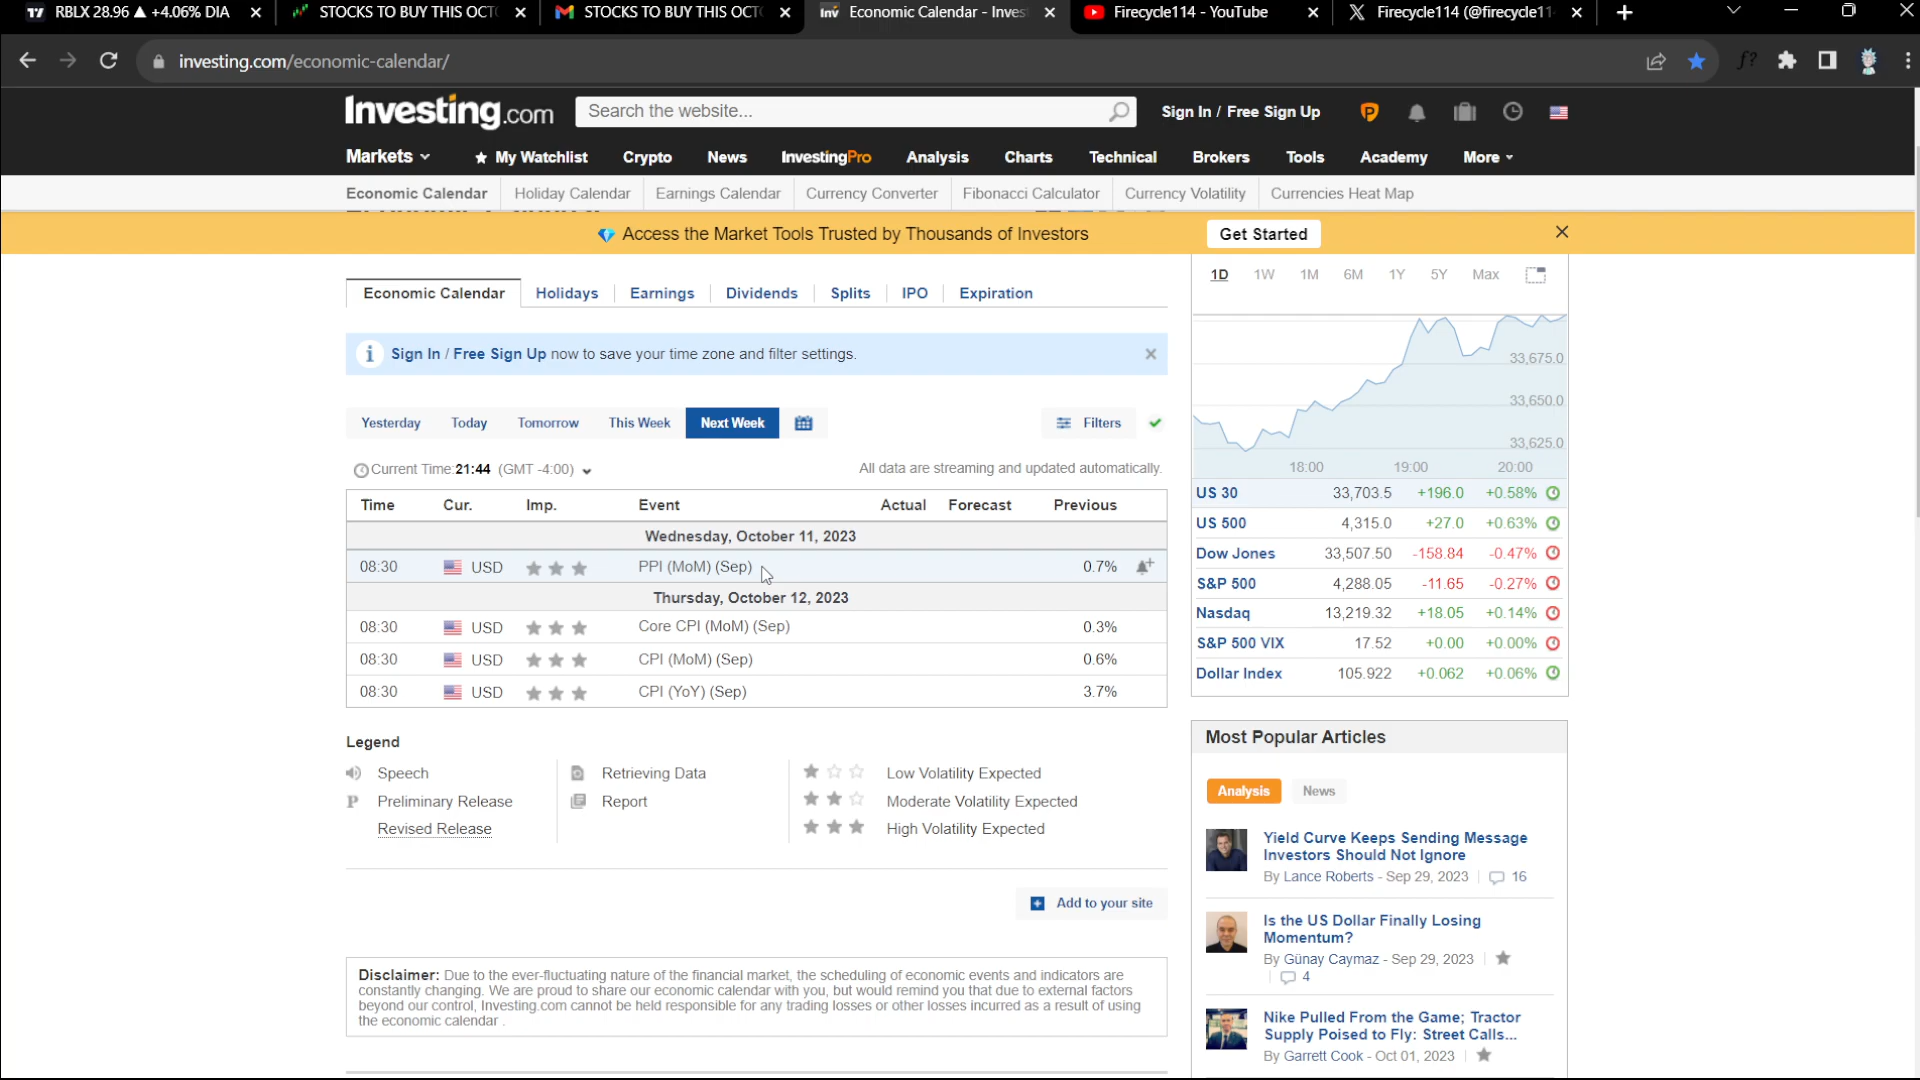 RBLX 28.96 ▲ +4.06% DIA
STOCKS TO BUY THIS OCT
STOCKS TO BUY THIS OCT
Inv Economic Calendar - Inves
Firecycle114 - YouTube
Firecycle114 (@firecycle11
investing.com/economic-calendar/
f?
Investing.com
Search the website...
Sign In / Free Sign Up
P
Markets
★ My Watchlist
Crypto
News
InvestingPro
Analysis
Charts
Technical
Brokers
Tools
Academy
More
Economic Calendar
Holiday Calendar
Earnings Calendar
Currency Converter
Fibonacci Calculator
Currency Volatility
Currencies Heat Map
Access the Market Tools Trusted by Thousands of Investors
Get Started
Economic Calendar
Holidays
Earnings
Dividends
Splits
IPO
Expiration
Sign In / Free Sign Up now to save your time zone and filter settings.
Yesterday
Today
Tomorrow
This Week
Next Week
Filters
Current Time:21:44 (GMT -4:00)
All data are streaming and updated automatically.
Time Cur. Imp. Event Actual Forecast Previous
Wednesday, October 11, 2023
08:30 USD PPI (MoM) (Sep) 0.7%
Thursday, October 12, 2023
08:30 USD Core CPI (MoM) (Sep) 0.3%
08:30 USD CPI (MoM) (Sep) 0.6%
08:30 USD CPI (YoY) (Sep) 3.7%
Legend
Speech
Preliminary Release
Revised Release
Retrieving Data
Report
Low Volatility Expected
Moderate Volatility Expected
High Volatility Expected
Add to your site
Disclaimer: Due to the ever-fluctuating nature of the financial market, the scheduling of economic events and indicators are
constantly changing. We are proud to share our economic calendar with you, but would remind you that due to external factors
beyond our control, Investing.com cannot be held responsible for any trading losses or other losses incurred as a result of using
the economic calendar .
1D 1W 1M 6M 1Y 5Y Max
33,675.0
33,650.0
33,625.0
18:00 19:00 20:00
US 30 33,703.5 +196.0 +0.58%
US 500 4,315.0 +27.0 +0.63%
Dow Jones 33,507.50 -158.84 -0.47%
S&P 500 4,288.05 -11.65 -0.27%
Nasdaq 13,219.32 +18.05 +0.14%
S&P 500 VIX 17.52 +0.00 +0.00%
Dollar Index 105.922 +0.062 +0.06%
Most Popular Articles
Analysis
News
Yield Curve Keeps Sending Message
Investors Should Not Ignore
By Lance Roberts - Sep 29, 2023 16
Is the US Dollar Finally Losing
Momentum?
By Günay Caymaz - Sep 29, 2023
4
Nike Pulled From the Game; Tractor
Supply Poised to Fly: Street Calls...
By Garrett Cook - Oct 01, 2023